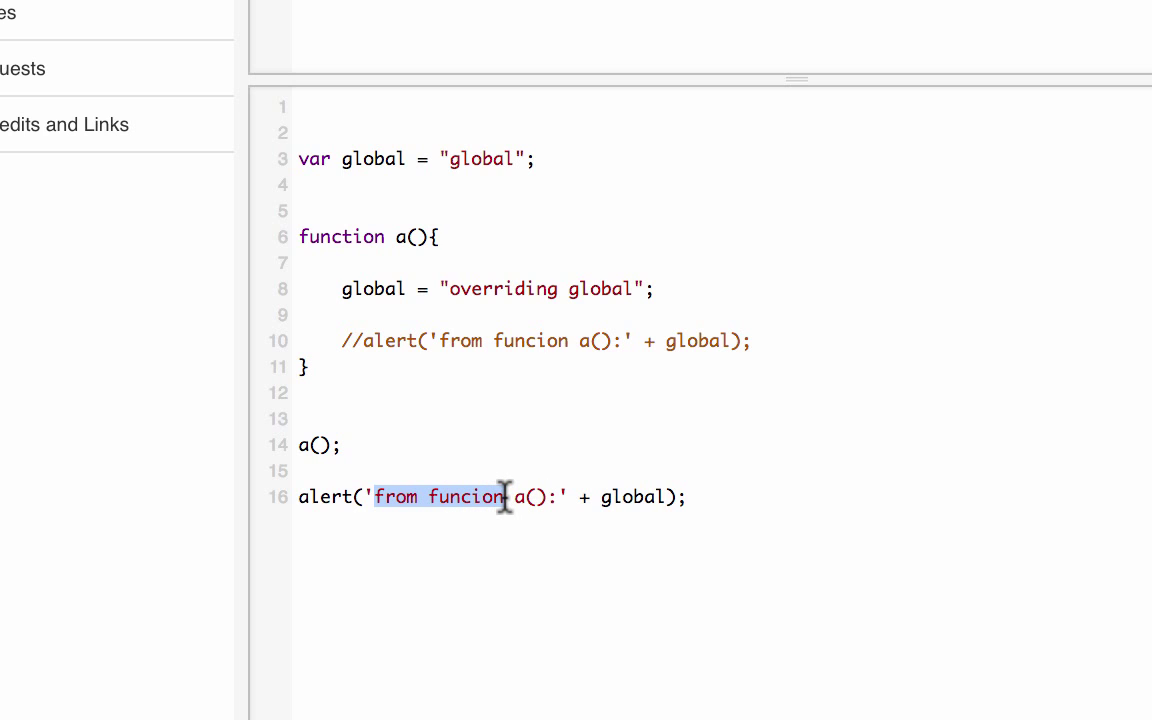 es
uests
edits and Links
1
2
3 var global = "global";
4
5
6 function a(){
7
8 global = "overriding global";
9
10 //alert('from funcion a():' + global);
11 }
12
13
14 a();
15
16 alert('from funcion a():' + global);